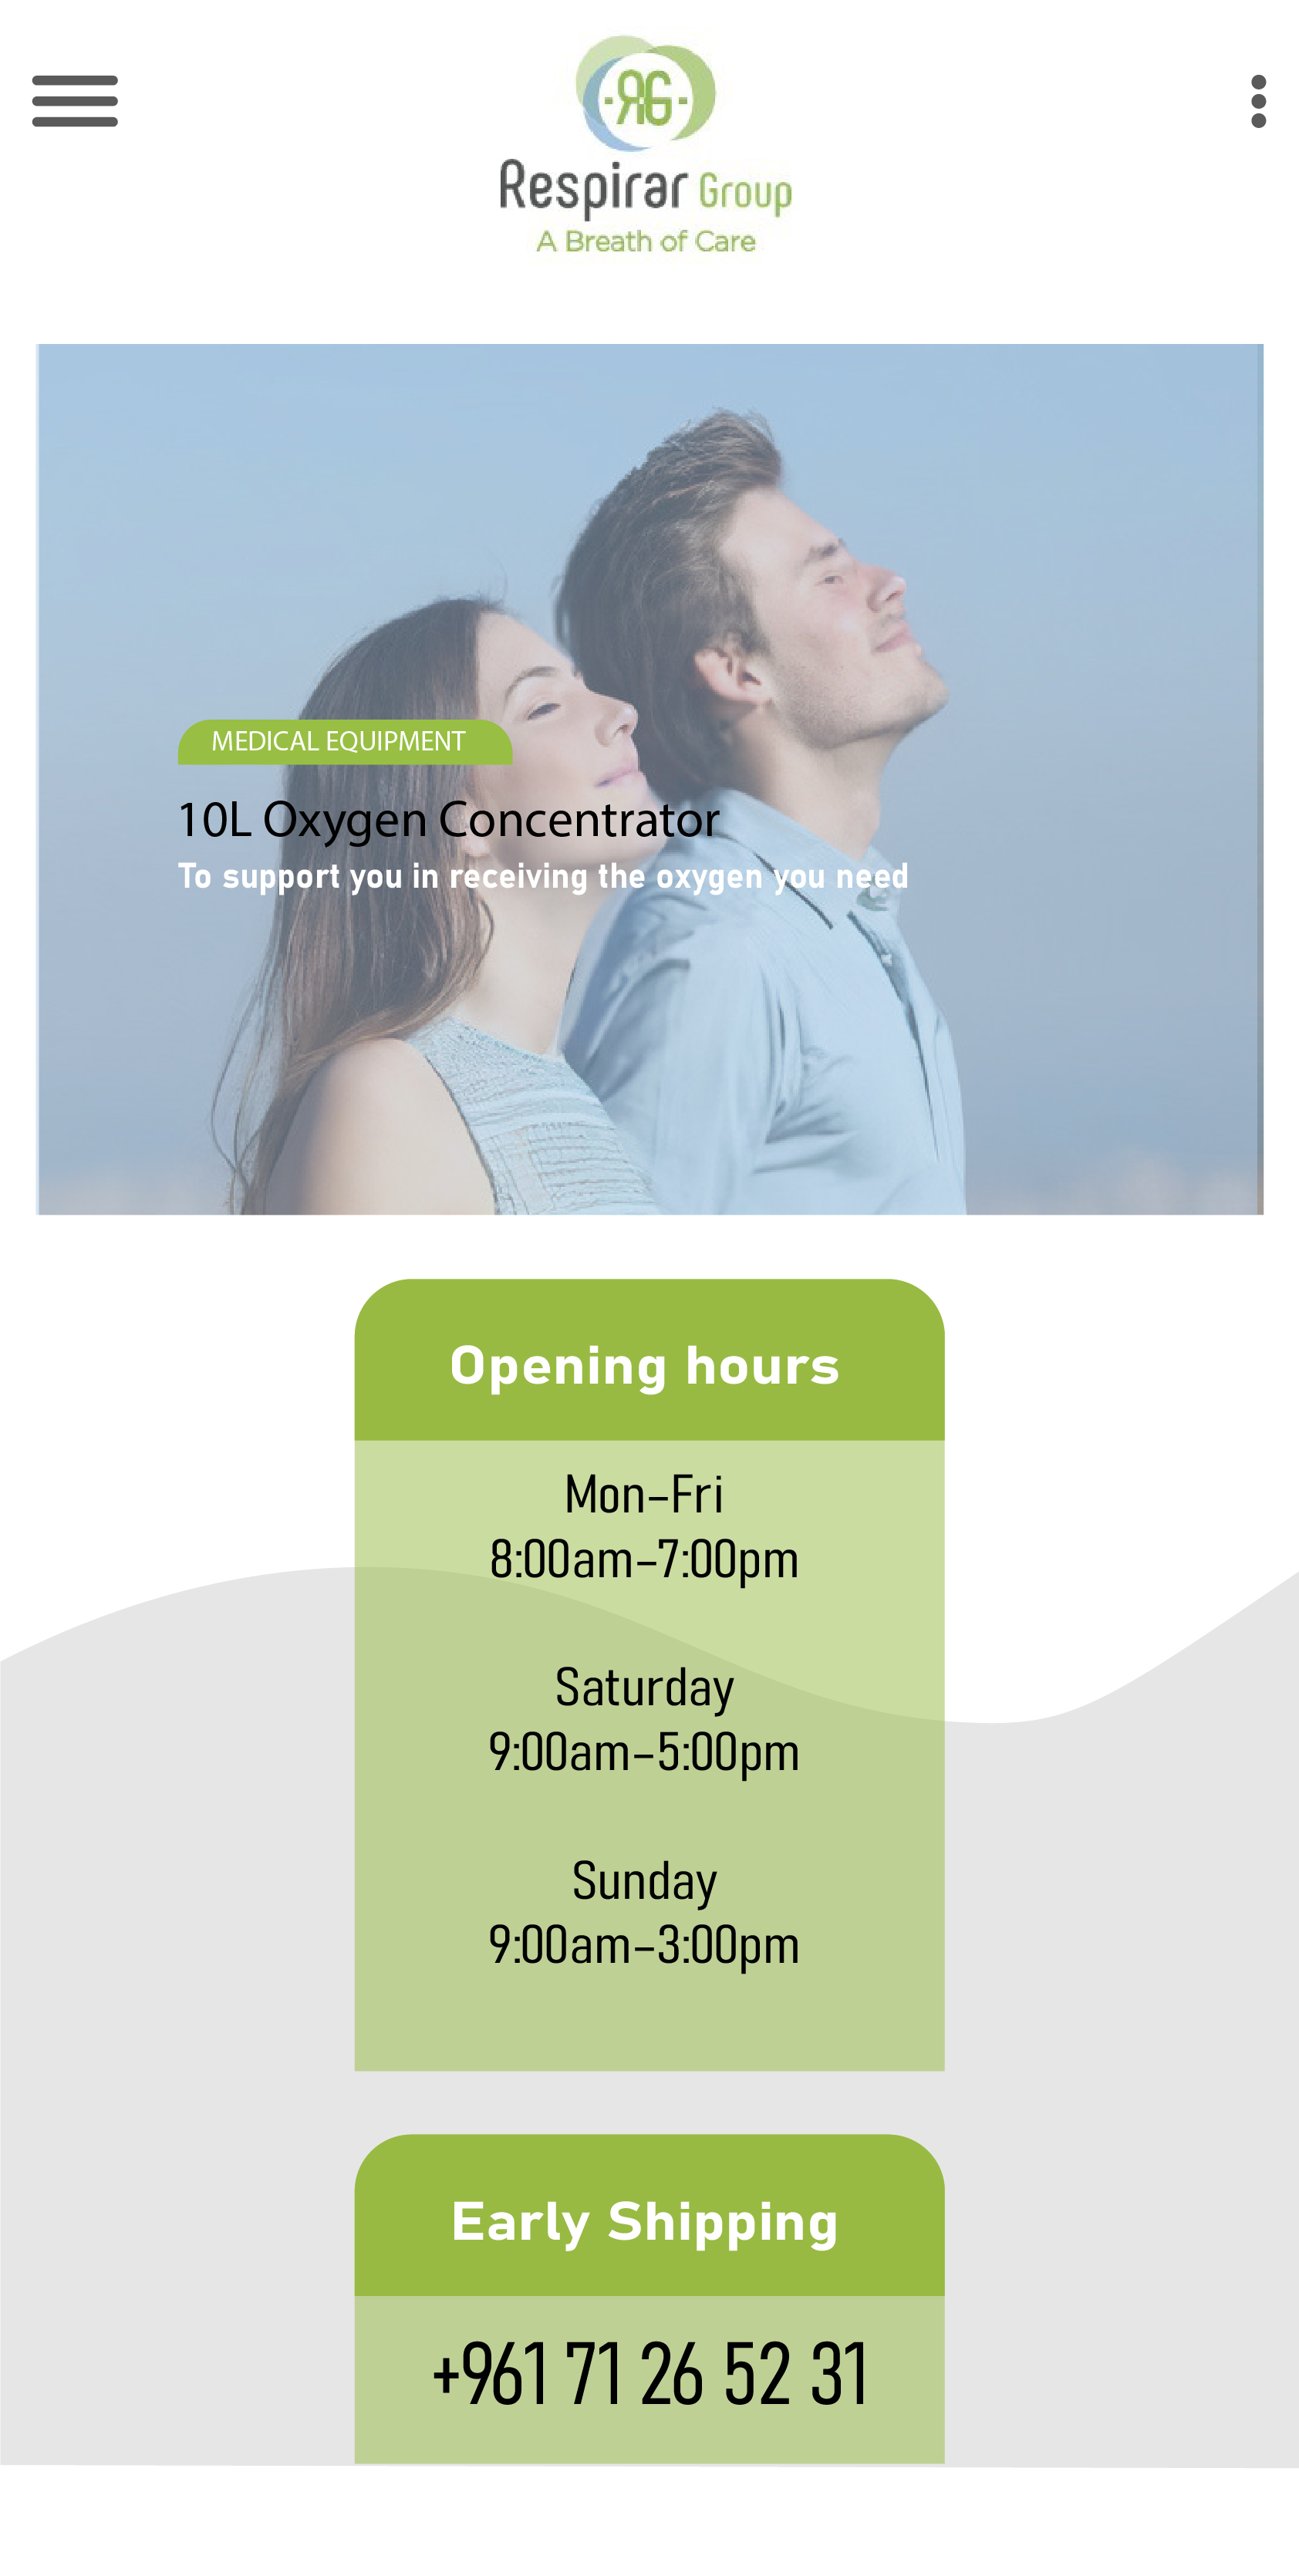 RG
Respirar Group
A Breath of Care
MEDICAL EQUIPMENT
10L Oxygen Concentrator
To support you in receiving the oxygen you need
Opening hours
Mon–Fri
8:00am–7:00pm
Saturday
9:00am–5:00pm
Sunday
9:00am–3:00pm
Early Shipping
+961 71 26 52 31